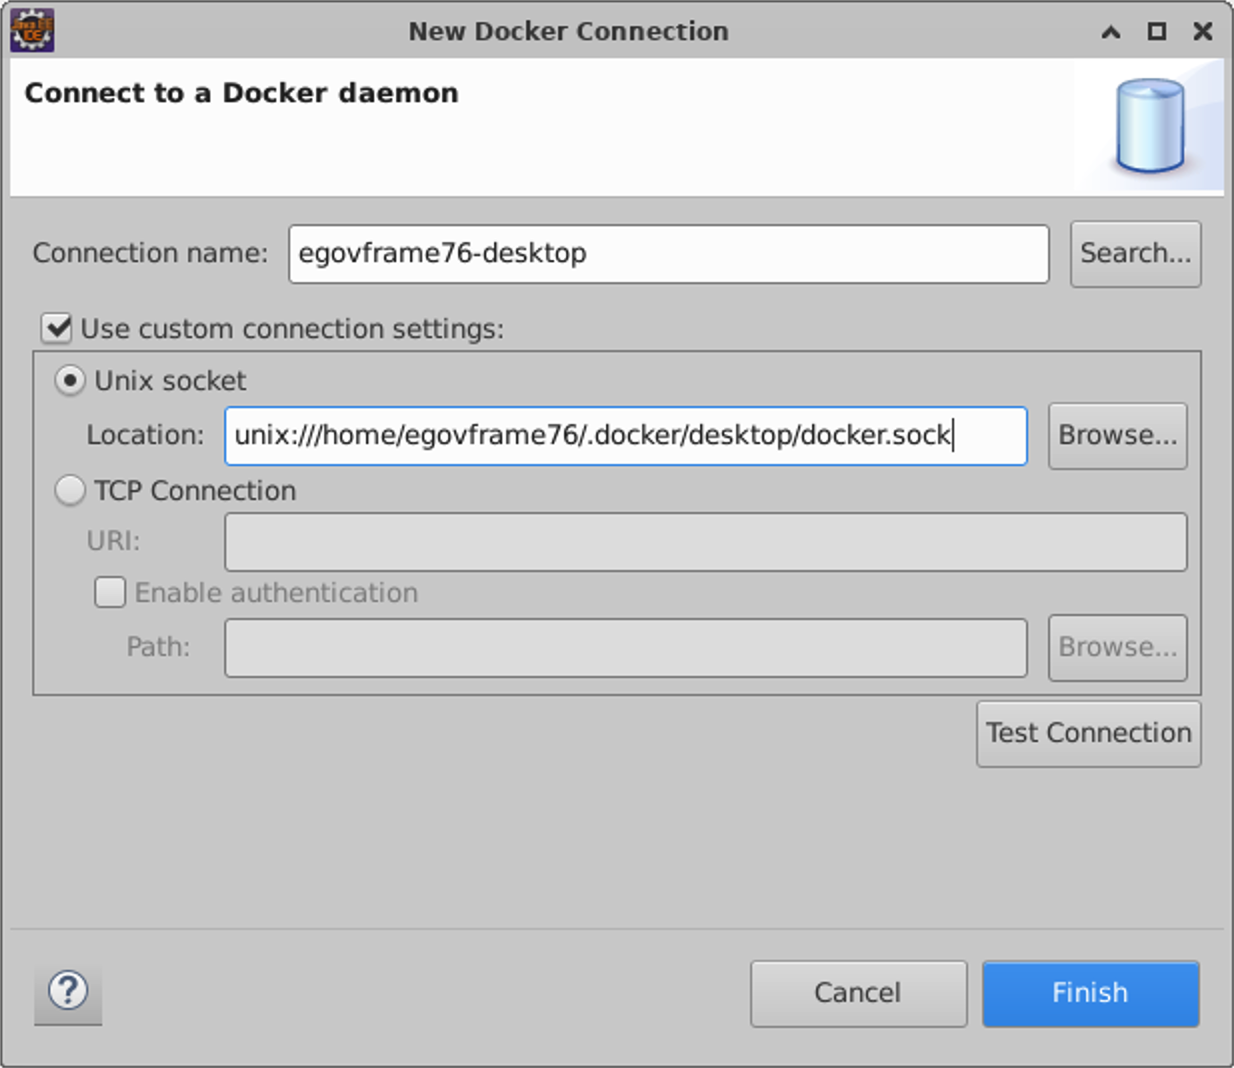 New Docker Connection
Connect to a Docker daemon
Connection name: egovframe76-desktop Search...
Use custom connection settings:
Unix socket
Location: unix:///home/egovframe76/.docker/desktop/docker.sock Browse...
TCP Connection
URI:
Enable authentication
Path: Browse...
Test Connection
? Cancel Finish